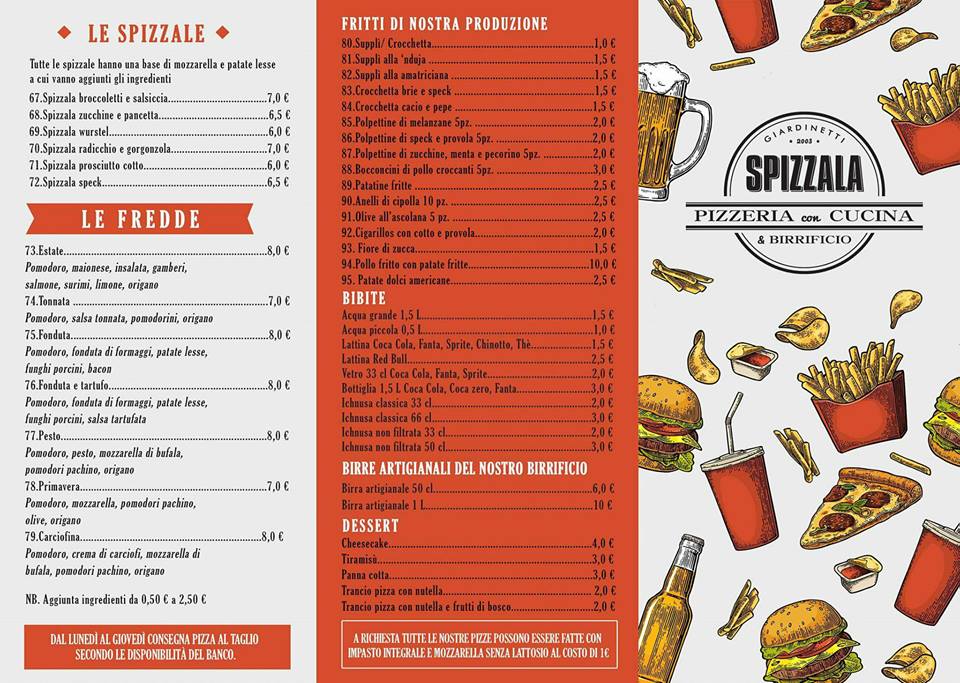 LE SPIZZALE
Tutte le spizzale hanno una base di mozzarella e patate lesse
a cui vanno aggiunti gli ingredienti
67.Spizzala broccoletti e salsiccia.......................7,0 €
68.Spizzala zucchine e pancetta.......................6,5 €
69.Spizzala wurstel.......................6,0 €
70.Spizzala radicchio e gorgonzola.......................7,0 €
71.Spizzala prosciutto cotto.......................6,0 €
72.Spizzala speck.......................6,5 €
LE FREDDE
73.Estate.......................8,0 €
Pomodoro, maionese, insalata, gamberi,
salmone, surimi, limone, origano
74.Tonnata .......................7,0 €
Pomodoro, salsa tonnata, pomodorini, origano
75.Fonduta.......................8,0 €
Pomodoro, fonduta di formaggi, patate lesse,
funghi porcini, bacon
76.Fonduta e tartufo.......................8,0 €
Pomodoro, fonduta di formaggi, patate lesse,
funghi porcini, salsa tartufata
77.Pesto.......................8,0 €
Pomodoro, pesto, mozzarella di bufala,
pomodori pachino, origano
78.Primavera.......................7,0 €
Pomodoro, mozzarella, pomodori pachino,
olive, origano
79.Carciofina.......................8,0 €
Pomodoro, crema di carciofi, mozzarella di
bufala, pomodori pachino, origano
NB. Aggiunta ingredienti da 0,50 € a 2,50 €
DAL LUNEDÌ AL GIOVEDÌ CONSEGNA PIZZA AL TAGLIO
SECONDO LE DISPONIBILITÀ DEL BANCO.
FRITTI DI NOSTRA PRODUZIONE
80.Supplì/ Crocchetta.......................1,0 €
81.Supplì alla 'nduja .......................1,5 €
82.Supplì alla amatriciana .......................1,5 €
83.Crocchetta brie e speck .......................1,5 €
84.Crocchetta cacio e pepe .......................1,5 €
85.Polpettine di melanzane 5pz. .......................2,0 €
86.Polpettine di speck e provola 5pz. .......................2,0 €
87.Polpettine di zucchine, menta e pecorino 5pz. .......................2,0 €
88.Bocconcini di pollo croccanti 5pz. .......................3,0 €
89.Patatine fritte .......................2,5 €
90.Anelli di cipolla 10 pz. .......................2,5 €
91.Olive all'ascolana 5 pz. .......................2,5 €
92.Cigarillos con cotto e provola.......................2,0 €
93. Fiore di zucca.......................1,5 €
94.Pollo fritto con patate fritte.......................10,0 €
95. Patate dolci americane.......................2,5 €
BIBITE
Acqua grande 1,5 L.......................1,5 €
Acqua piccola 0,5 L.......................1,0 €
Lattina Coca Cola, Fanta, Sprite, Chinotto, Thè.......................1,5 €
Lattina Red Bull.......................2,5 €
Vetro 33 cl Coca Cola, Fanta, Sprite.......................2,0 €
Bottiglia 1,5 L Coca Cola, Coca zero, Fanta.......................3,0 €
Ichnusa classica 33 cl.......................2,0 €
Ichnusa classica 66 cl.......................3,0 €
Ichnusa non filtrata 33 cl.......................2,0 €
Ichnusa non filtrata 50 cl.......................3,0 €
BIRRE ARTIGIANALI DEL NOSTRO BIRRIFICIO
Birra artigianale 50 cl.......................6,0 €
Birra artigianale 1 L.......................10 €
DESSERT
Cheesecake.......................4,0 €
Tiramisù.......................3,0 €
Panna cotta.......................3,0 €
Trancio pizza con nutella.......................2,0 €
Trancio pizza con nutella e frutti di bosco.......................2,0 €
A RICHIESTA TUTTE LE NOSTRE PIZZE POSSONO ESSERE FATTE CON
IMPASTO INTEGRALE E MOZZARELLA SENZA LATTOSIO AL COSTO DI 1€
GIARDINETTI
• 2003 •
SPIZZALA
PIZZERIA con CUCINA
& BIRRIFICIO